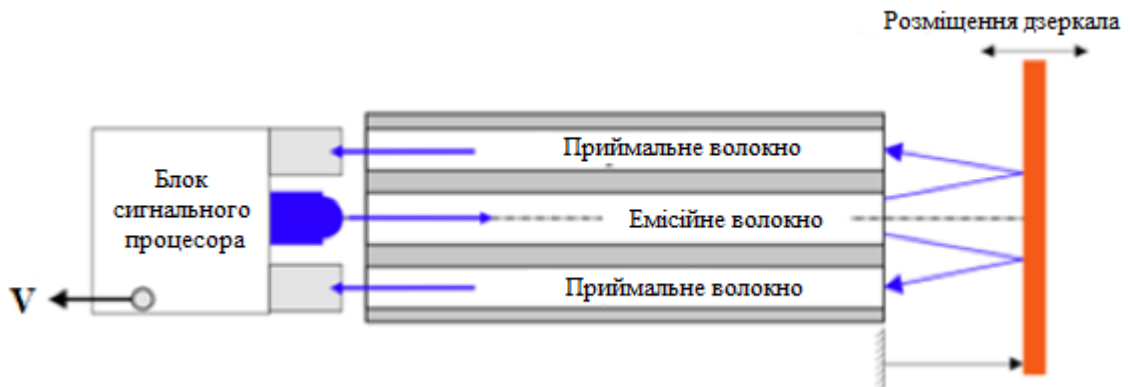 Розміщення дзеркала
Приймальне волокно
Блок
сигнального
процесора
Емісійне волокно
Приймальне волокно
V